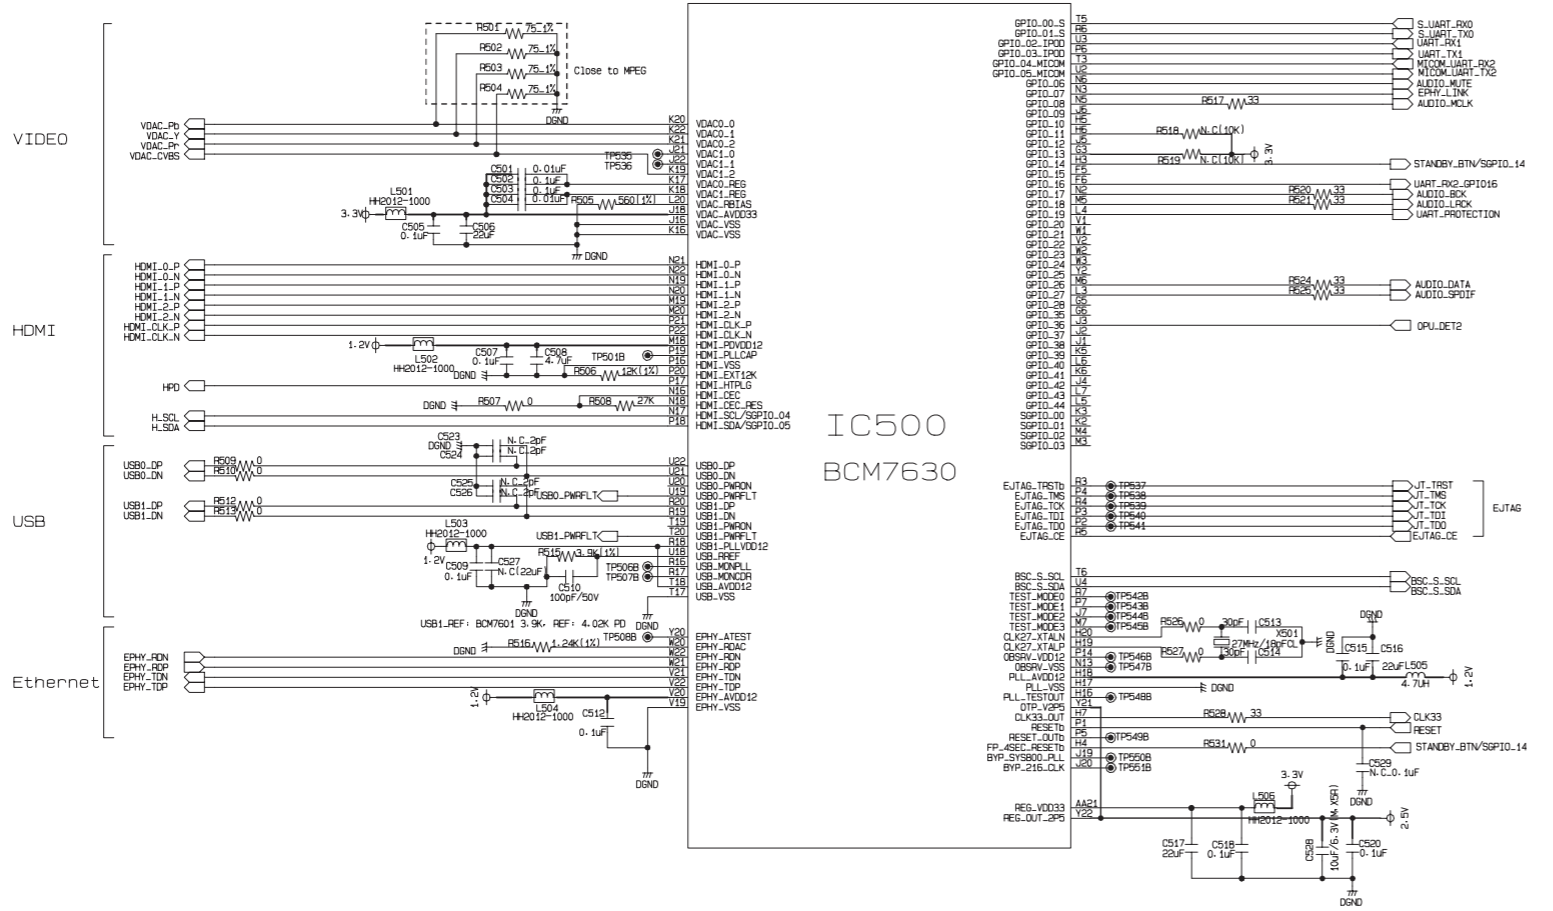 VIDEO
R501 75_1%
R502 75_1%
R503 75_1%
R504 75_1%
Close to MPEG
DGND
VDAC_Pb
VDAC_Y
VDAC_Pr
VDAC_CVBS
TP535
TP536
C501 0.01uF
C502 0.1uF
C503 0.1uF
C504 0.01uF
R505 560(1%)
L501
HH2012-1000
3.3V
C505
0.1uF
C506
22uF
DGND
K20 VDAC0_0
K22 VDAC0_1
K21 VDAC0_2
J21 VDAC1_0
J22 VDAC1_1
K19 VDAC1_2
K17 VDAC0_REG
K18 VDAC1_REG
L20 VDAC_RBIAS
J18 VDAC_AVDD33
J16 VDAC_VSS
K16 VDAC_VSS
HDMI
HDMI_0_P
HDMI_0_N
HDMI_1_P
HDMI_1_N
HDMI_2_P
HDMI_2_N
HDMI_CLK_P
HDMI_CLK_N
1.2V
L502
HH2012-1000
C507
0.1uF
C508
4.7uF
TP501B
DGND
R506 12K(1%)
HPD
DGND
R507 0
R508 27K
H_SCL
H_SDA
N21 HDMI_0_P
N22 HDMI_0_N
N19 HDMI_1_P
N20 HDMI_1_N
M19 HDMI_2_P
M20 HDMI_2_N
P21 HDMI_CLK_P
P22 HDMI_CLK_N
M18 HDMI_PDVDD12
P19 HDMI_PLLCAP
P16 HDMI_VSS
P20 HDMI_EXT12K
P17 HDMI_HTPLG
N16 HDMI_CEC
N18 HDMI_CEC_RES
N17 HDMI_SCL/SGPIO_04
P18 HDMI_SDA/SGPIO_05
USB
C523
DGND
C524
N.C_2pF
N.C_2pF
USB0_DP
USB0_DN
R509 0
R510 0
C525
C526
N.C_2pF
N.C_2pF
USB0_PWRFLT
USB1_DP
USB1_DN
R512 0
R513 0
USB1_PWRFLT
L503
HH2012-1000
1.2V
C509
0.1uF
C527
N.C(22uF)
R515 3.9K(1%)
C510
100pF/50V
TP506B
TP507B
DGND
DGND
USB1_REF: BCM7601 3.9K, REF: 4.02K PD
U22 USB0_DP
U21 USB0_DN
U20 USB0_PWRON
U19 USB0_PWRFLT
R20 USB1_DP
R19 USB1_DN
T19 USB1_PWRON
T20 USB1_PWRFLT
R18 USB1_PLLVDD12
U18 USB_RREF
R16 USB_MONPLL
R17 USB_MONCDR
T18 USB_AVDD12
T17 USB_VSS
Ethernet
TP508B
DGND
R516 1.24K(1%)
EPHY_RDN
EPHY_RDP
EPHY_TDN
EPHY_TDP
1.2V
L504
HH2012-1000
C512
0.1uF
DGND
Y20 EPHY_ATEST
W20 EPHY_RDAC
W22 EPHY_RDN
W21 EPHY_RDP
V21 EPHY_TDN
V22 EPHY_TDP
V20 EPHY_AVDD12
V19 EPHY_VSS
IC500
BCM7630
GPIO_00_S T5 S_UART_RX0
GPIO_01_S R6 S_UART_TX0
GPIO_02_IPOD U3 UART_RX1
GPIO_03_IPOD P6 UART_TX1
GPIO_04_MICOM T3 MICOM_UART_RX2
GPIO_05_MICOM U2 MICOM_UART_TX2
GPIO_06 N6 AUDIO_MUTE
GPIO_07 N3 EPHY_LINK
GPIO_08 N5 R517 33 AUDIO_MCLK
GPIO_09 J6
GPIO_10 H5
GPIO_11 H6 R518 N.C(10K)
GPIO_12 J5
GPIO_13 G3 R519 N.C(10K) 3.3V
GPIO_14 H3 STANDBY_BTN/SGPIO_14
GPIO_15 F5
GPIO_16 F6 UART_RX2_GPIO16
GPIO_17 N2 R520 33 AUDIO_BCK
GPIO_18 M5 R521 33 AUDIO_LRCK
GPIO_19 L4 UART_PROTECTION
GPIO_20 V1
GPIO_21 W1
GPIO_22 V2
GPIO_23 W2
GPIO_24 W3
GPIO_25 Y2
GPIO_26 M6 R524 33 AUDIO_DATA
GPIO_27 L3 R525 33 AUDIO_SPDIF
GPIO_28 G5
GPIO_35 G6
GPIO_36 J3 OPU_DET2
GPIO_37 J2
GPIO_38 J1
GPIO_39 K5
GPIO_40 L6
GPIO_41 K6
GPIO_42 J4
GPIO_43 L7
GPIO_44 L5
SGPIO_00 K3
SGPIO_01 K2
SGPIO_02 M4
SGPIO_03 M3
EJTAG_TRSTb R3 TP537 JT_TRST
EJTAG_TMS P4 TP538 JT_TMS
EJTAG_TCK R4 TP539 JT_TCK
EJTAG_TDI P3 TP540 JT_TDI
EJTAG_TDO P2 TP541 JT_TDO
EJTAG_CE R5 EJTAG_CE
EJTAG
BSC_S_SCL T6 BSC_S_SCL
BSC_S_SDA U4 BSC_S_SDA
TEST_MODE0 R7 TP542B
TEST_MODE1 P7 TP543B
TEST_MODE2 J7 TP544B
TEST_MODE3 M7 TP545B
CLK27_XTALN H20 R526 0
CLK27_XTALP H19 R527 0
30pF C513
X501
27MHz/18pFCL
30pF C514
DGND
DGND
C515
0.1uF
C516
22uF
L505
4.7UH
1.2V
OBSRV_VDD12 P14 TP546B
OBSRV_VSS N13 TP547B
PLL_AVDD12 H18
PLL_VSS H17 DGND
PLL_TESTOUT H16 TP548B
OTP_V2P5 Y21
CLK33_OUT H7 R528 33 CLK33
RESETb P1 RESET
RESET_OUTb P5 TP549B
FP_4SEC_RESETb H4 R531 0 STANDBY_BTN/SGPIO_14
BYP_SYS800_PLL J19 TP550B
BYP_216_CLK J20 TP551B
C529
N.C_0.1uF
DGND
3.3V
L506
HH2012-1000
REG_VDD33 AA21
REG_OUT_2P5 Y22
2.5V
C517
22uF
C518
0.1uF
C528
10uF/6.3V(M,X5R)
C520
0.1uF
DGND